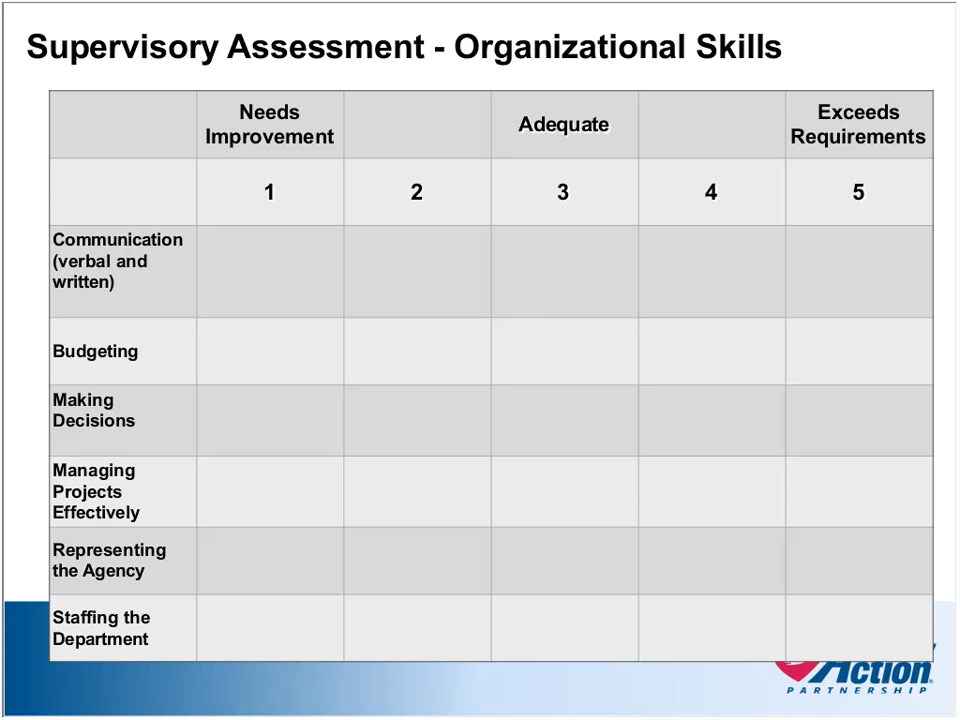 Supervisory Assessment - Organizational Skills
Needs
Improvement
Adequate
Exceeds
Requirements
1
2
3
4
5
Communication
(verbal and
written)
Budgeting
Making
Decisions
Managing
Projects
Effectively
Representing
the Agency
Staffing the
Department
Action
PARTNERSHIP